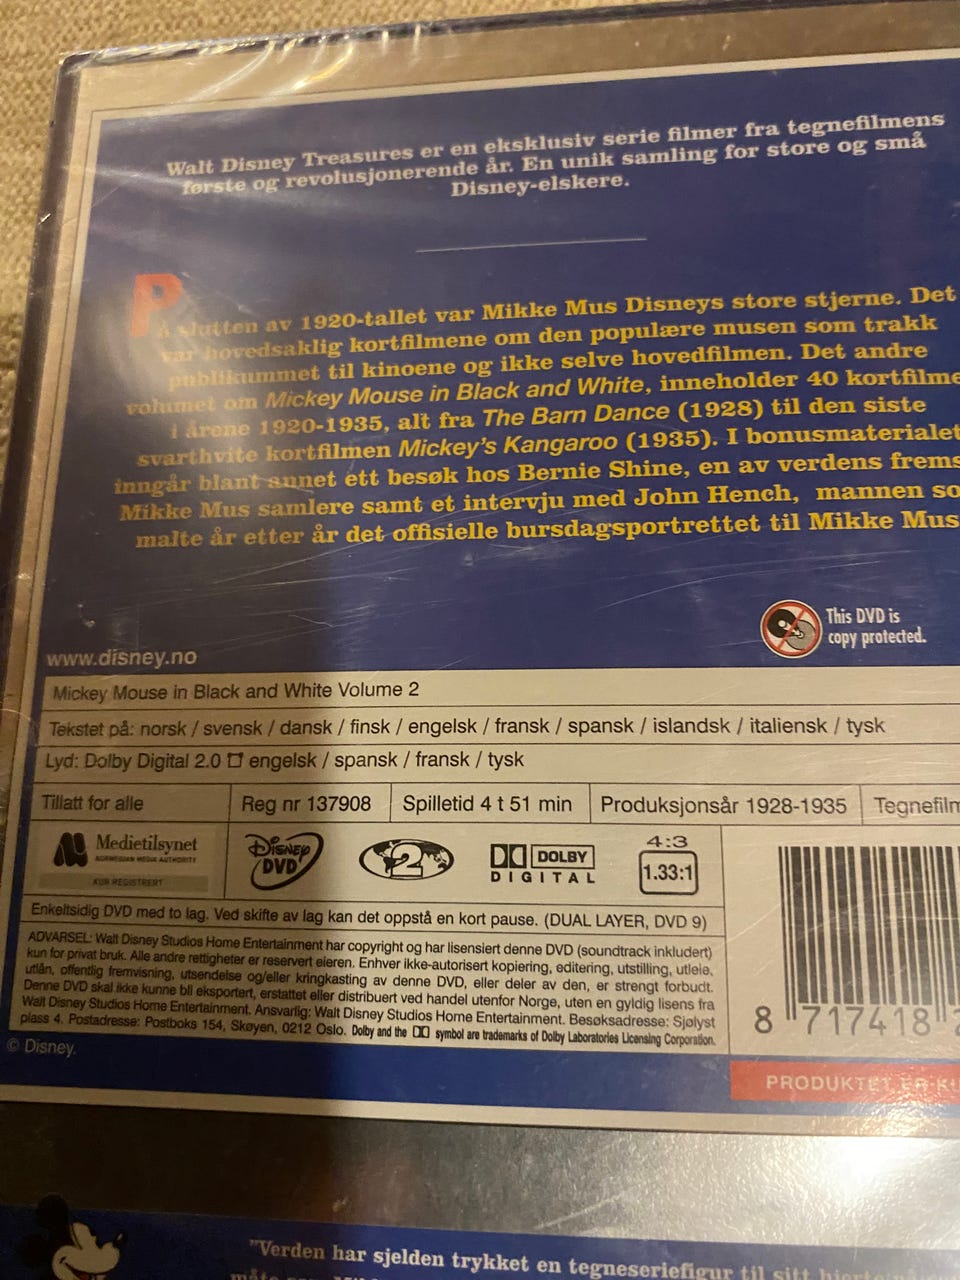 Walt Disney Treasures er en eksklusiv serie filmer fra tegnefilmens
første og revolusjonerende år. En unik samling for store og små
Disney-elskere.
På slutten av 1920-tallet var Mikke Mus Disneys store stjerne. Det
var hovedsaklig kortfilmene om den populære musen som trakk
publikummet til kinoene og ikke selve hovedfilmen. Det andre
volumet om Mickey Mouse in Black and White, inneholder 40 kortfilme
i årene 1920-1935, alt fra The Barn Dance (1928) til den siste
svarthvite kortfilmen Mickey's Kangaroo (1935). I bonusmaterialet
inngår blant annet ett besøk hos Bernie Shine, en av verdens frems
Mikke Mus samlere samt et intervju med John Hench, mannen so
malte år etter år det offisielle bursdagsportrettet til Mikke Mus
This DVD is
copy protected.
www.disney.no
Mickey Mouse in Black and White Volume 2
Tekstet på: norsk / svensk / dansk / finsk / engelsk / fransk / spansk / islandsk / italiensk / tysk
Lyd: Dolby Digital 2.0 engelsk / spansk / fransk / tysk
Tillatt for alle Reg nr 137908 Spilletid 4 t 51 min Produksjonsår 1928-1935 Tegnefilm
Medietilsynet
NORWEGIAN MEDIA AUTHORITY
KUN REGISTRERT
DISNEY
DVD
2
DOLBY
DIGITAL
4:3
1.33:1
Enkeltsidig DVD med to lag. Ved skifte av lag kan det oppstå en kort pause. (DUAL LAYER, DVD 9)
ADVARSEL: Walt Disney Studios Home Entertainment har copyright og har lisensiert denne DVD (soundtrack inkludert)
kun for privat bruk. Alle andre rettigheter er reservert eieren. Enhver ikke-autorisert kopiering, editering, utstilling, utleie,
utlån, offentlig fremvisning, utsendelse og/eller kringkasting av denne DVD, eller deler av den, er strengt forbudt.
Denne DVD skal ikke kunne bli eksportert, erstattet eller distribuert ved handel utenfor Norge, uten en gyldig lisens fra
Walt Disney Studios Home Entertainment. Ansvarlig: Walt Disney Studios Home Entertainment. Besøksadresse: Sjølyst
plass 4. Postadresse: Postboks 154, Skøyen, 0212 Oslo. Dolby and the symbol are trademarks of Dolby Laboratories Licensing Corporation.
8 717418
© Disney.
PRODUKTET ER KU
"Verden har sjelden trykket en tegneseriefigur til sitt